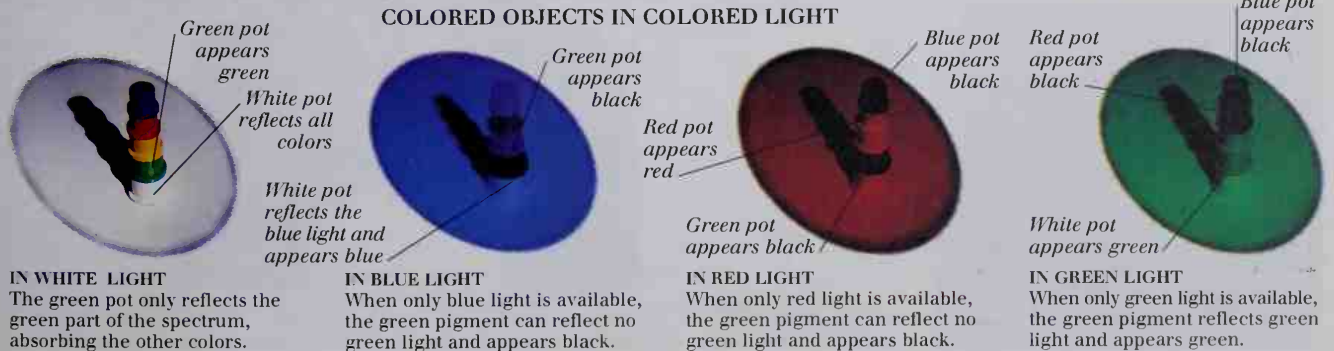 COLORED OBJECTS IN COLORED LIGHT
Green pot
appears
green
White pot
reflects all
colors
IN WHITE LIGHT
The green pot only reflects the
green part of the spectrum,
absorbing the other colors.
Green pot
appears
black
White pot
reflects the
blue light and
appears blue
IN BLUE LIGHT
When only blue light is available,
the green pigment can reflect no
green light and appears black.
Blue pot
appears
black
Red pot
appears
red
Green pot
appears black
IN RED LIGHT
When only red light is available,
the green pigment can reflect no
green light and appears black.
Blue pot
appears
black
Red pot
appears
black
White pot
appears green
IN GREEN LIGHT
When only green light is available,
the green pigment reflects green
light and appears green.